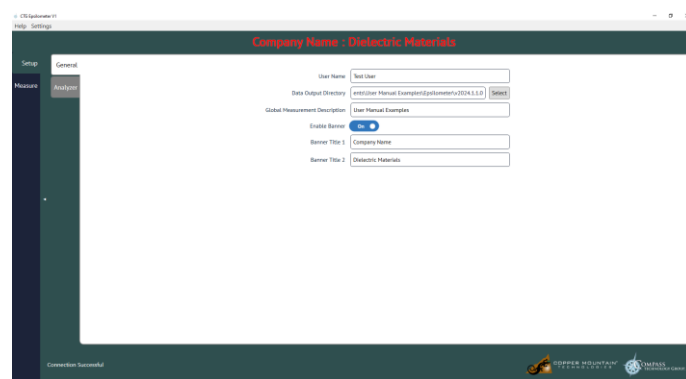 CTG Epsilometer V1
Help Settings
Company Name : Dielectric Materials
Setup
General
Measure
Analyzer
User Name
Test User
Data Output Directory
ents\User Manual Examples\Epsilometer\v2024.1.1.0
Select
Global Measurement Description
User Manual Examples
Enable Banner
On
Banner Title 1
Company Name
Banner Title 2
Dielectric Materials
Connection Successful
COPPER MOUNTAIN
TECHNOLOGIES
COMPASS
TECHNOLOGY GROUP